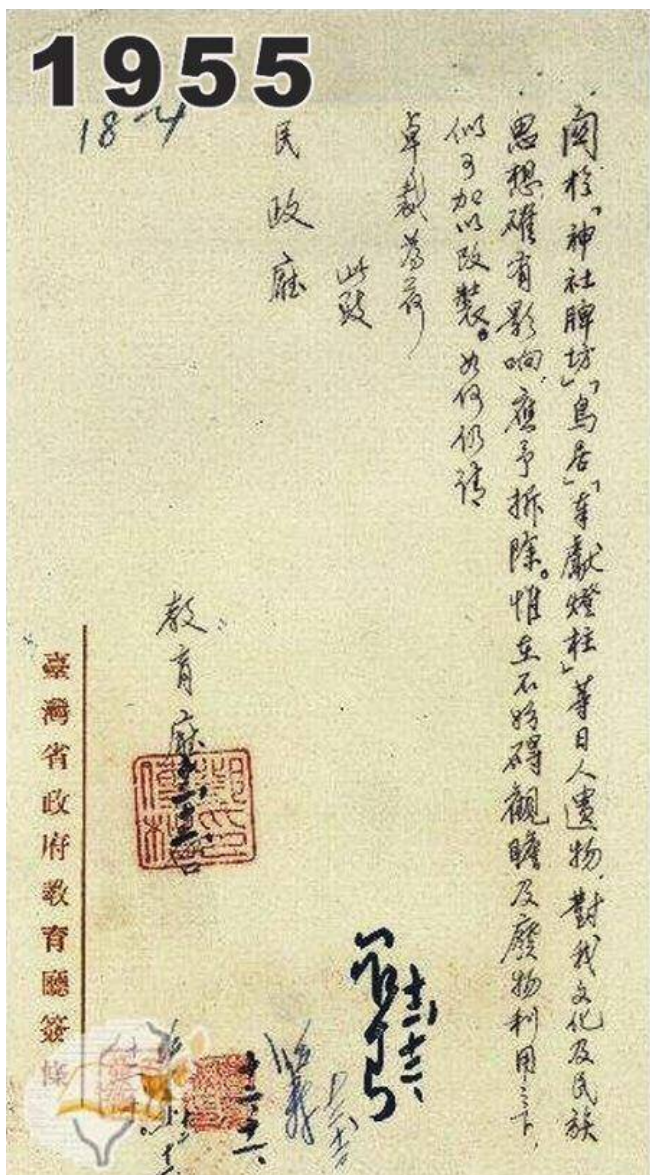 1955
18-4
關於「神社牌坊」「鳥居」「奉獻燈柱」等日人遺物，對我文化及民族
思想確有影响，應予拆除。惟在不妨碍觀瞻及廢物利用之下，
似可加以改裝。如何仍請
卓裁為荷
此致
民政廳
教育廳
臺灣省政府教育廳簽條